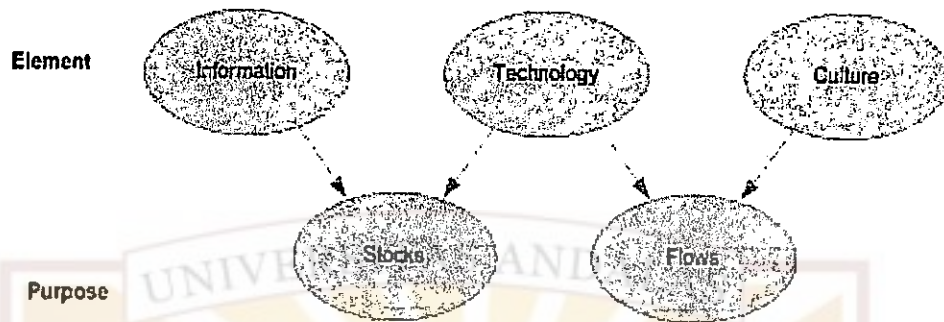 Element
Information
Technology
Culture
Stocks
Flows
Purpose